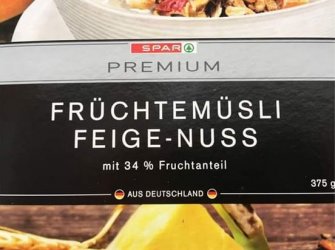 SPAR
PREMIUM
FRÜCHTEMÜSLI
FEIGE-NUSS
mit 34 % Fruchtanteil
375 g
AUS DEUTSCHLAND